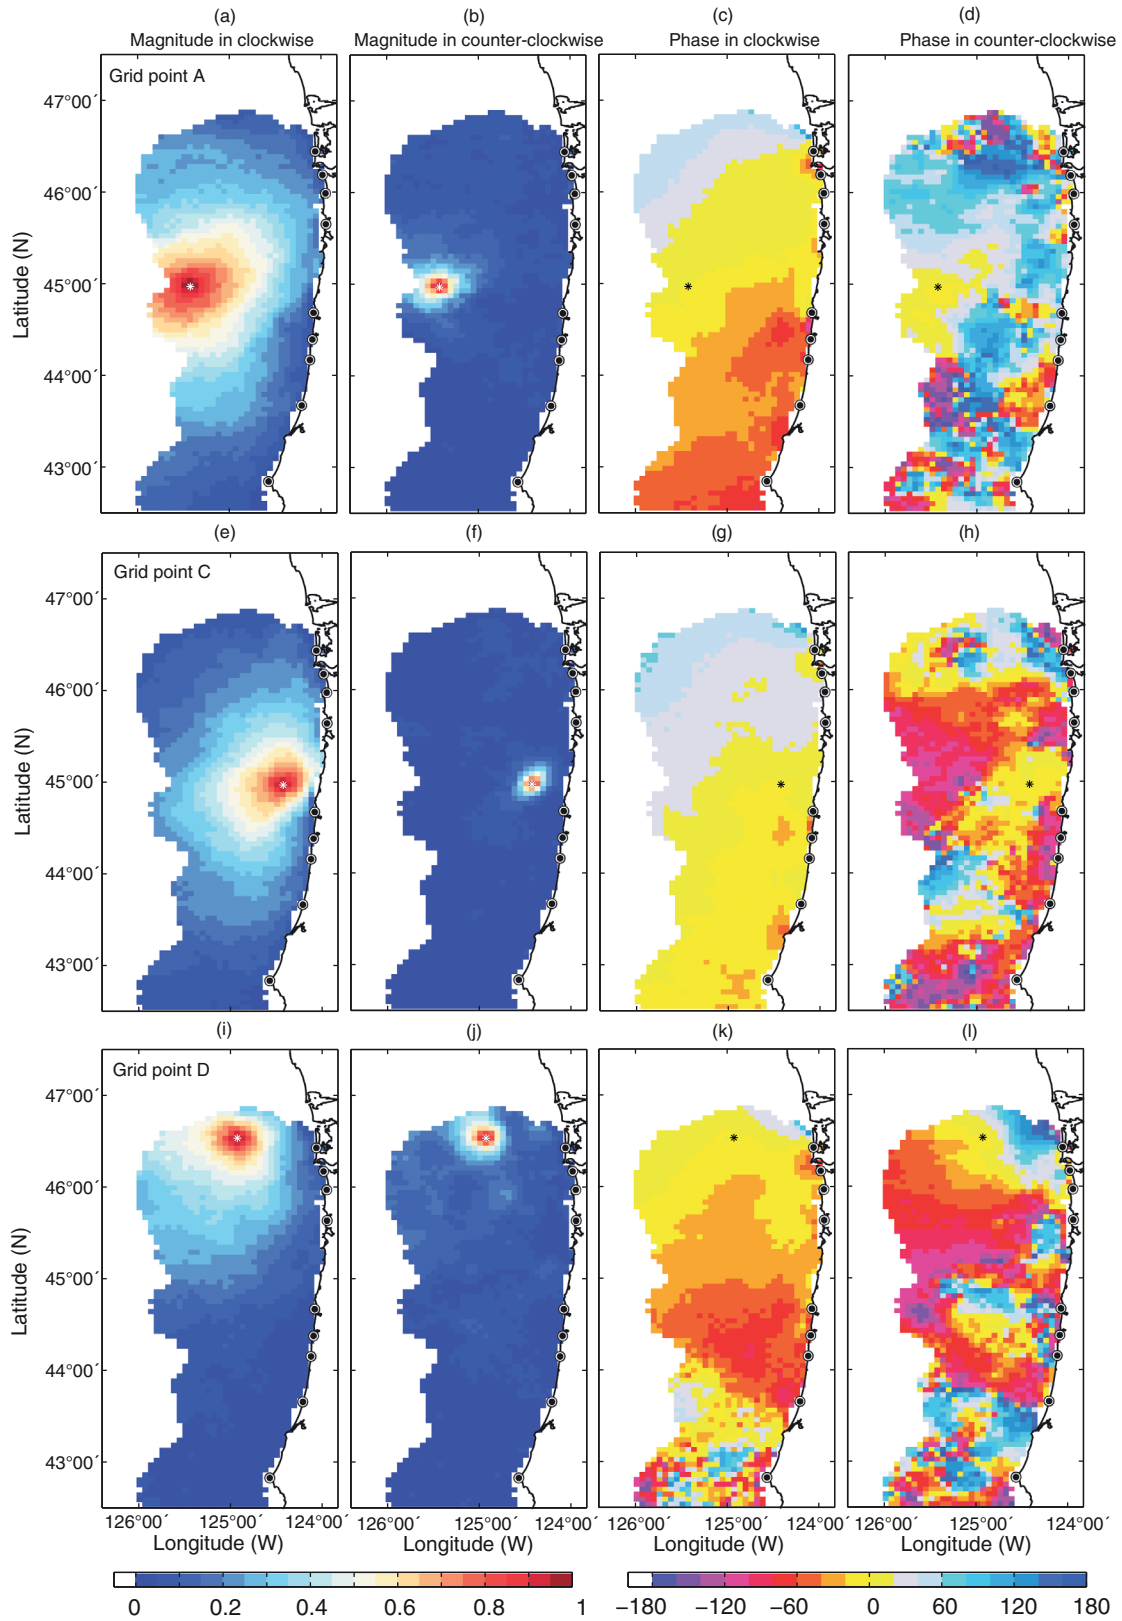 (a) (b) (c) (d)
Magnitude in clockwise Magnitude in counter-clockwise Phase in clockwise Phase in counter-clockwise
Grid point A
47°00´
46°00´
45°00´
44°00´
43°00´
Latitude (N)
(e) (f) (g) (h)
Grid point C
47°00´
46°00´
45°00´
44°00´
43°00´
Latitude (N)
(i) (j) (k) (l)
Grid point D
47°00´
46°00´
45°00´
44°00´
43°00´
Latitude (N)
126°00´ 125°00´ 124°00´ 126°00´ 125°00´ 124°00´ 126°00´ 125°00´ 124°00´ 126°00´ 125°00´ 124°00´
Longitude (W) Longitude (W) Longitude (W) Longitude (W)
0 0.2 0.4 0.6 0.8 1 −180 −120 −60 0 60 120 180